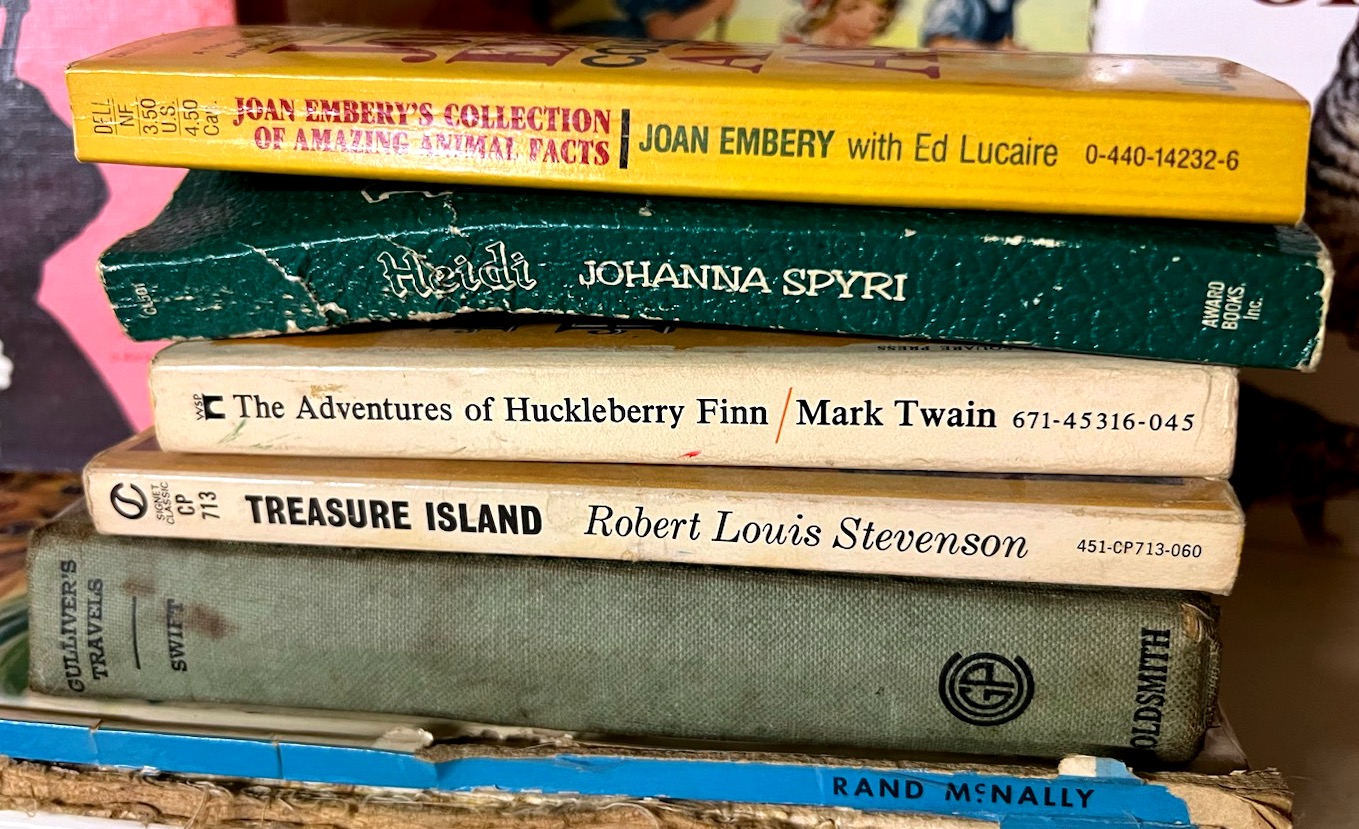 DELL
NF
3.50
U.S.
4.50
Can.
JOAN EMBERY'S COLLECTION
OF AMAZING ANIMAL FACTS
JOAN EMBERY with Ed Lucaire 0-440-14232-6
Heidi JOHANNA SPYRI
AWARD
BOOKS,
Inc.
SQUARE PRESS
WSP
The Adventures of Huckleberry Finn / Mark Twain 671-45316-045
SIGNET
CLASSIC
CP
713
TREASURE ISLAND Robert Louis Stevenson 451-CP713-060
GULLIVER'S
TRAVELS
SWIFT
GP
OLDSMITH
RAND McNALLY